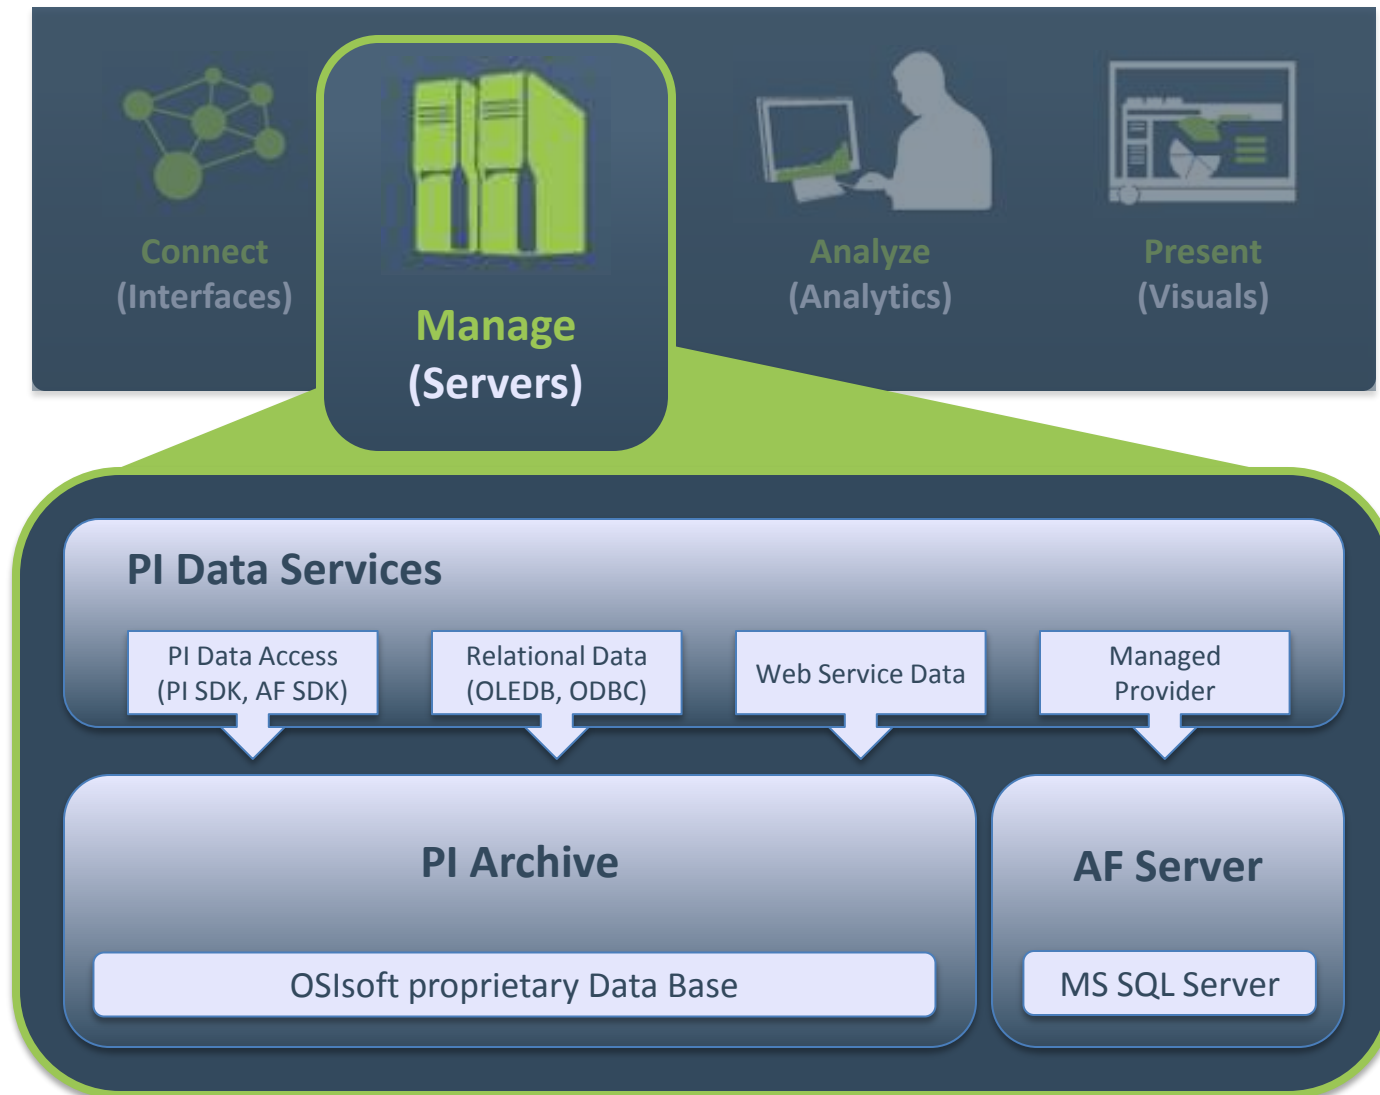 Connect
(Interfaces)
Manage
(Servers)
Analyze
(Analytics)
Present
(Visuals)
PI Data Services
PI Data Access
(PI SDK, AF SDK)
Relational Data
(OLEDB, ODBC)
Web Service Data
Managed
Provider
PI Archive
OSIsoft proprietary Data Base
AF Server
MS SQL Server